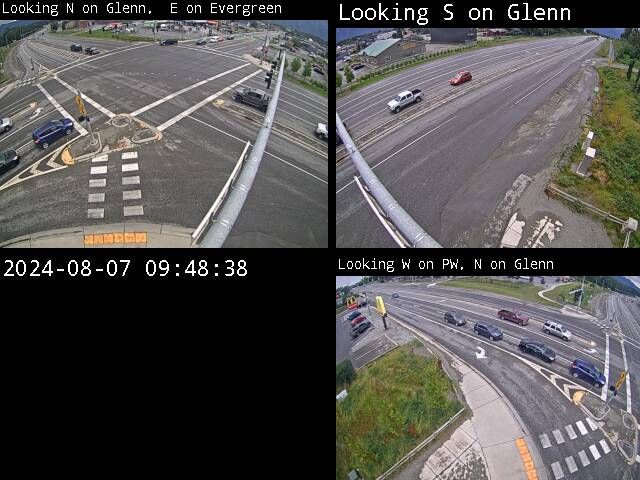 Looking N on Glenn,  E on Evergreen
Looking S on Glenn
2024-08-07 09:48:38
Looking W on PW, N on Glenn